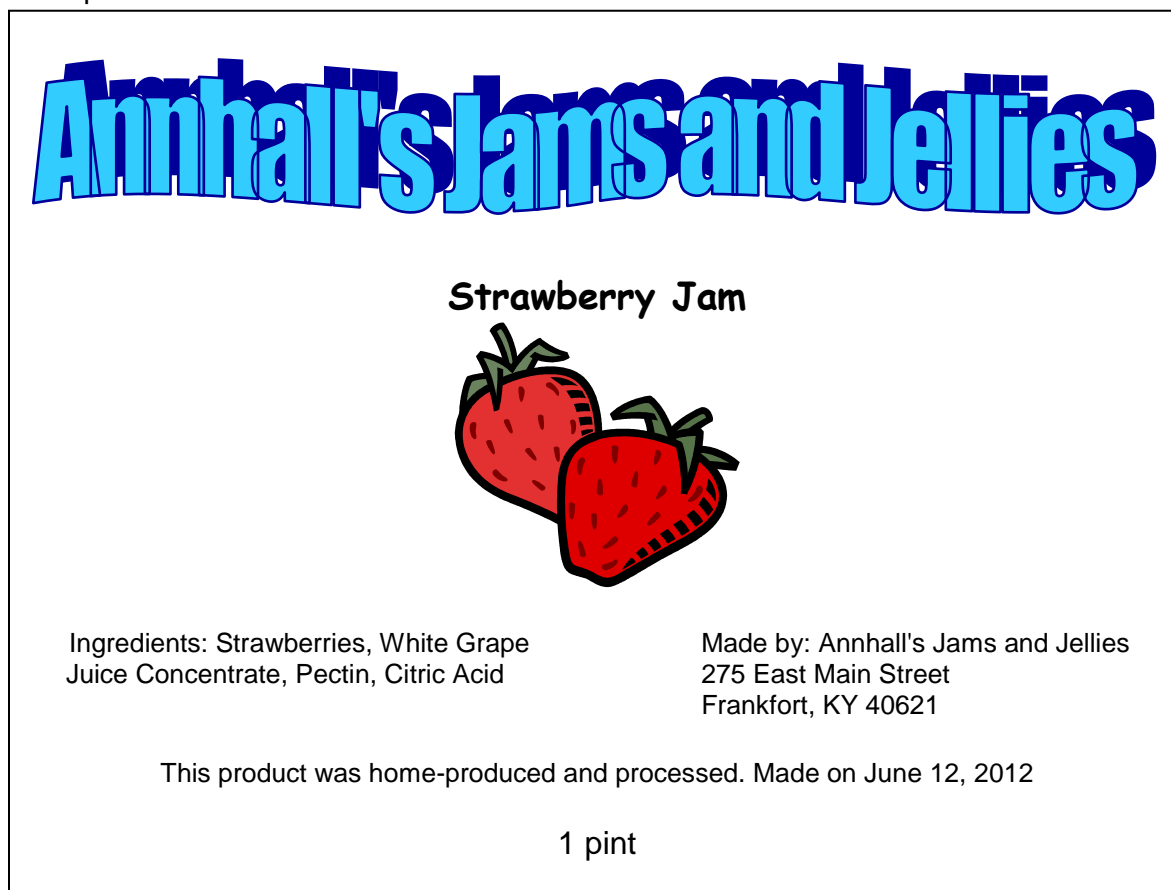 Annhall's Jams and Jellies
Strawberry Jam
Ingredients: Strawberries, White Grape
Juice Concentrate, Pectin, Citric Acid
Made by: Annhall's Jams and Jellies
275 East Main Street
Frankfort, KY 40621
This product was home-produced and processed. Made on June 12, 2012
1 pint